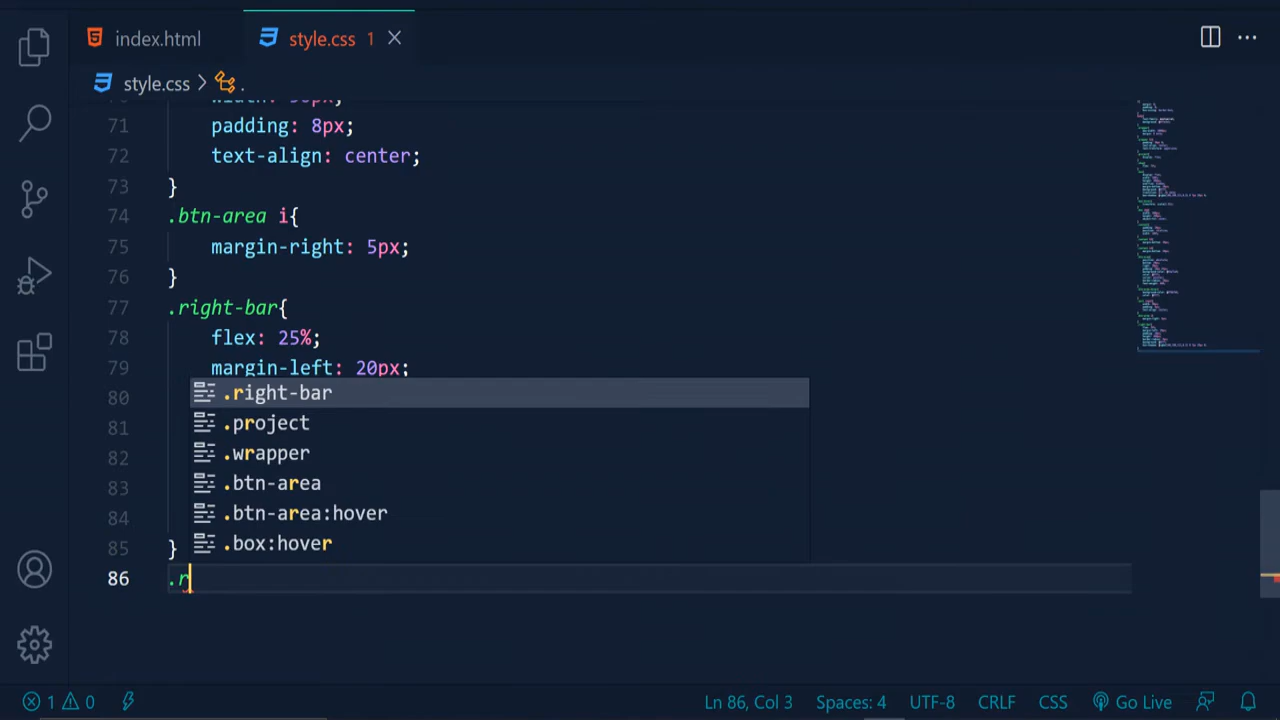 index.html
style.css 1
style.css > .
71 padding: 8px;
72 text-align: center;
73 }
74 .btn-area i{
75 margin-right: 5px;
76 }
77 .right-bar{
78 flex: 25%;
79 margin-left: 20px;
80
81
82
83
84
85 }
86 .r
.right-bar
.project
.wrapper
.btn-area
.btn-area:hover
.box:hover
1 0 Ln 86, Col 3 Spaces: 4 UTF-8 CRLF CSS Go Live